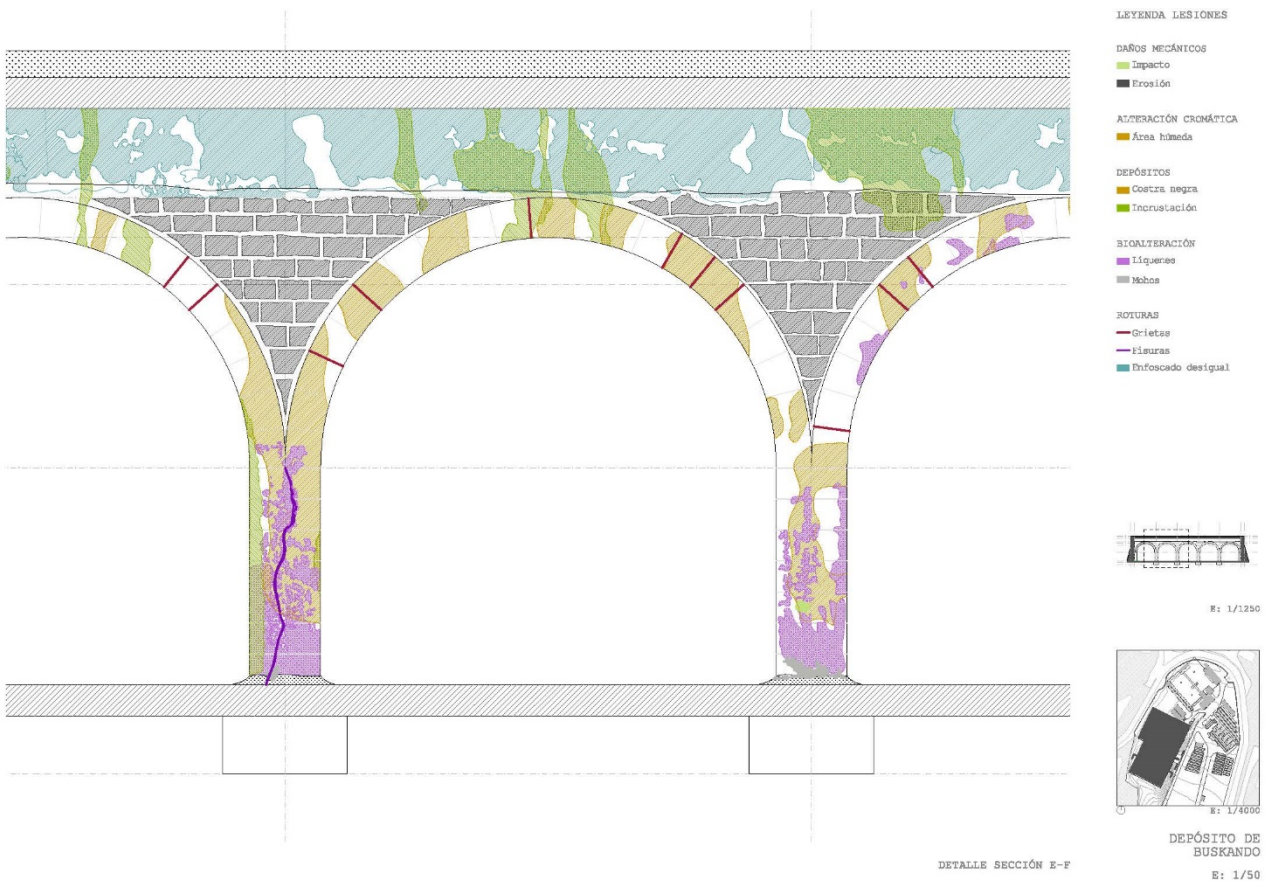 LEYENDA LESIONES
DAÑOS MECÁNICOS
Impacto
Erosión
ALTERACIÓN CROMÁTICA
Área húmeda
DEPÓSITOS
Costra negra
Incrustación
BIOALTERACIÓN
Líquenes
Mohos
ROTURAS
Grietas
Fisuras
Enfoscado desigual
E: 1/1250
E: 1/4000
DEPÓSITO DE
BUSKANDO
E: 1/50
DETALLE SECCIÓN E-F